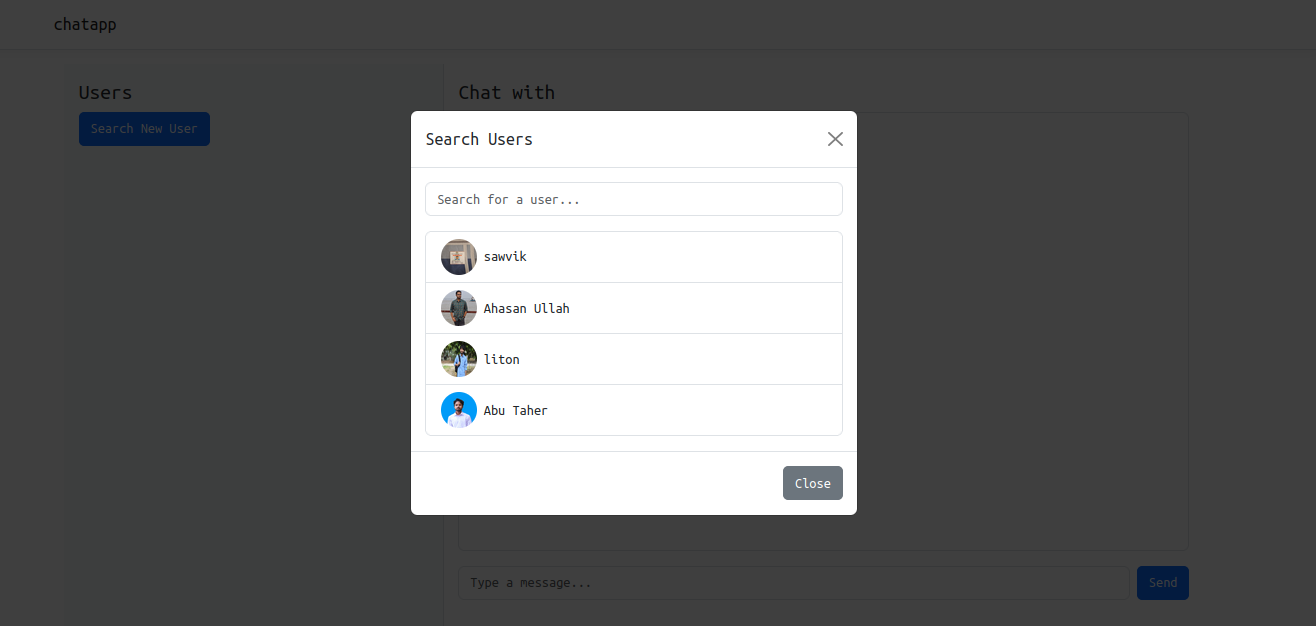 chatapp
Users
Search New User
Chat with
Search Users
Search for a user...
sawvik
Ahasan Ullah
liton
Abu Taher
Close
Type a message...
Send